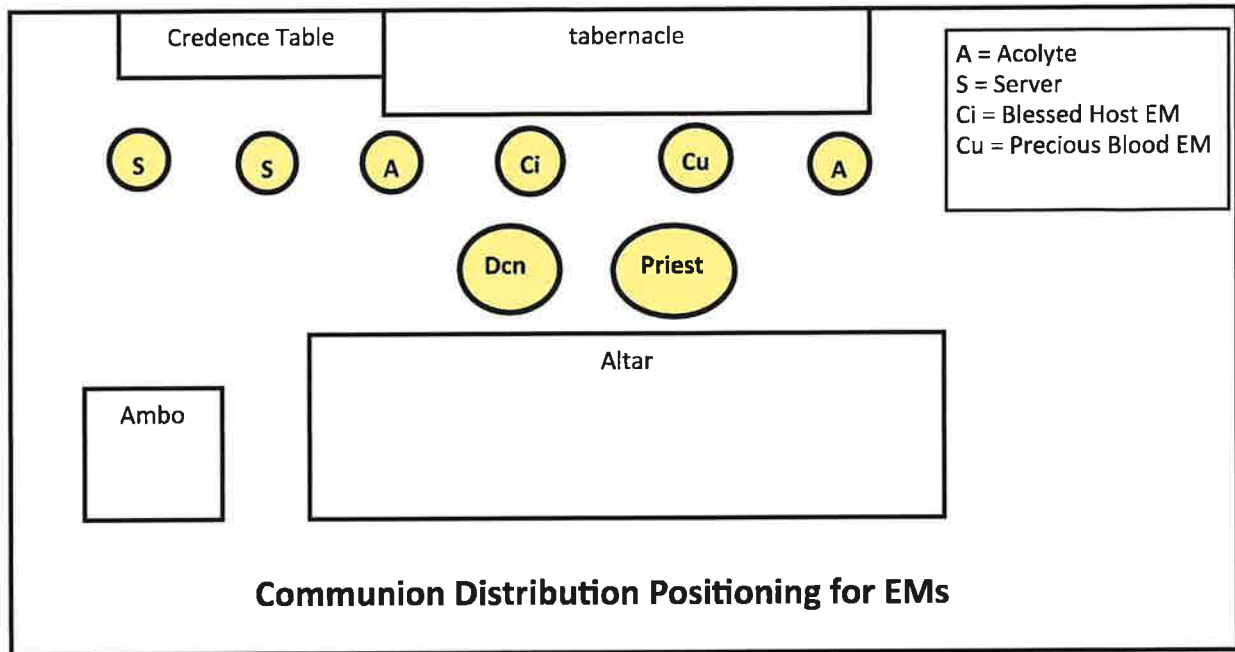 Credence Table
tabernacle
A = Acolyte
S = Server
Ci = Blessed Host EM
Cu = Precious Blood EM
S
S
A
Ci
Cu
A
Dcn
Priest
Altar
Ambo
Communion Distribution Positioning for EMs